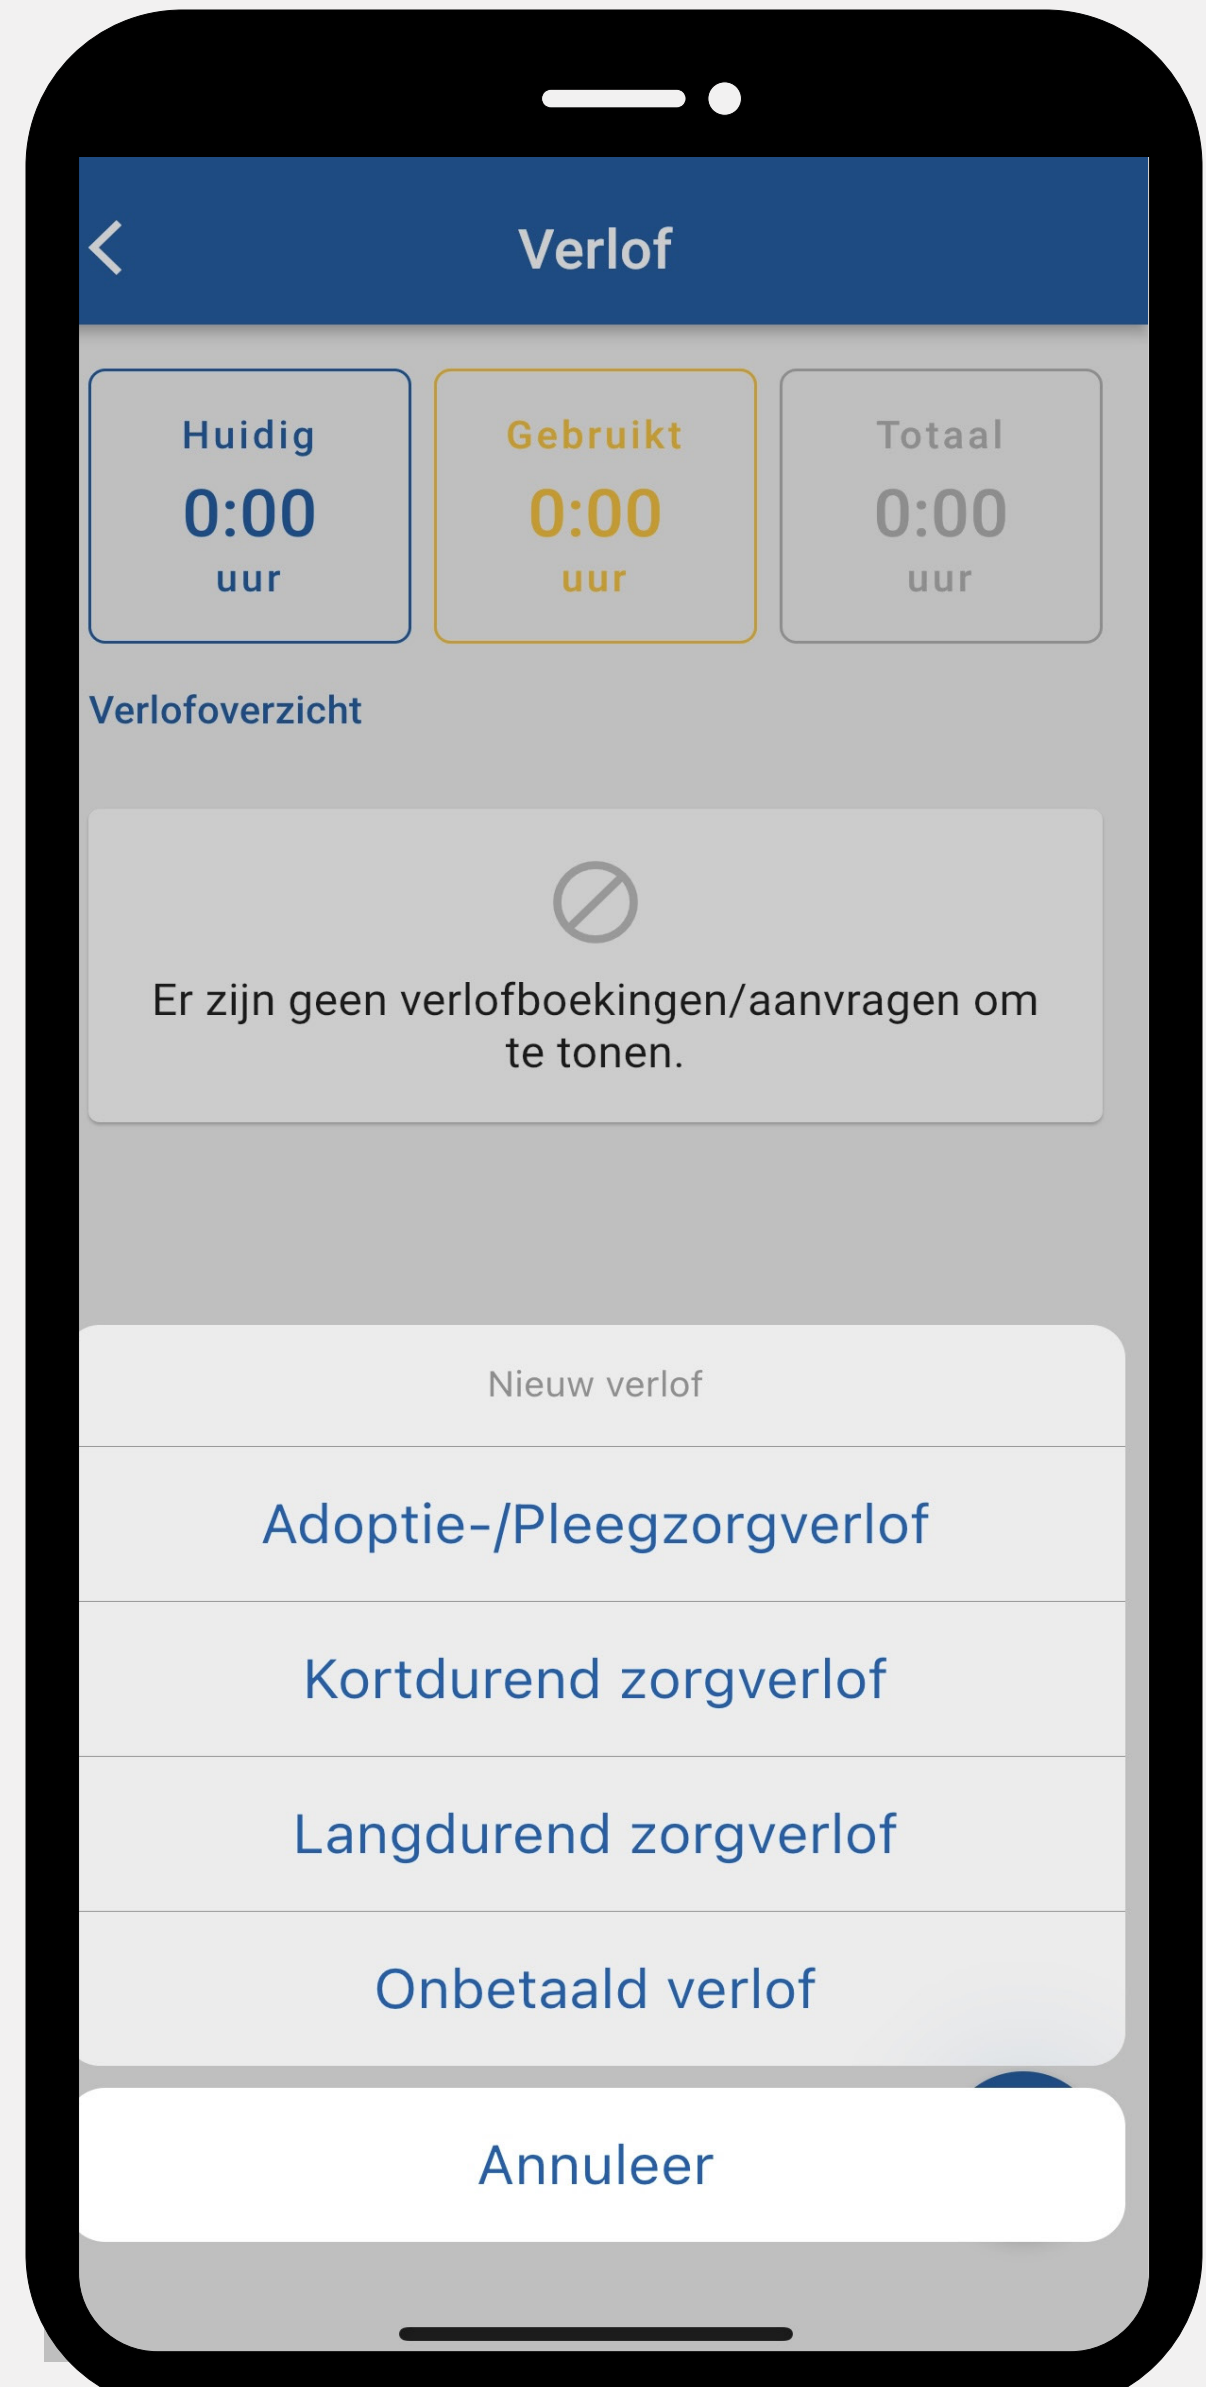 Verlof
Huidig
0:00
uur
Gebruikt
0:00
uur
Totaal
0:00
uur
Verlofoverzicht
Er zijn geen verlofboekingen/aanvragen om
te tonen.
Nieuw verlof
Adoptie-/Pleegzorgverlof
Kortdurend zorgverlof
Langdurend zorgverlof
Onbetaald verlof
Annuleer